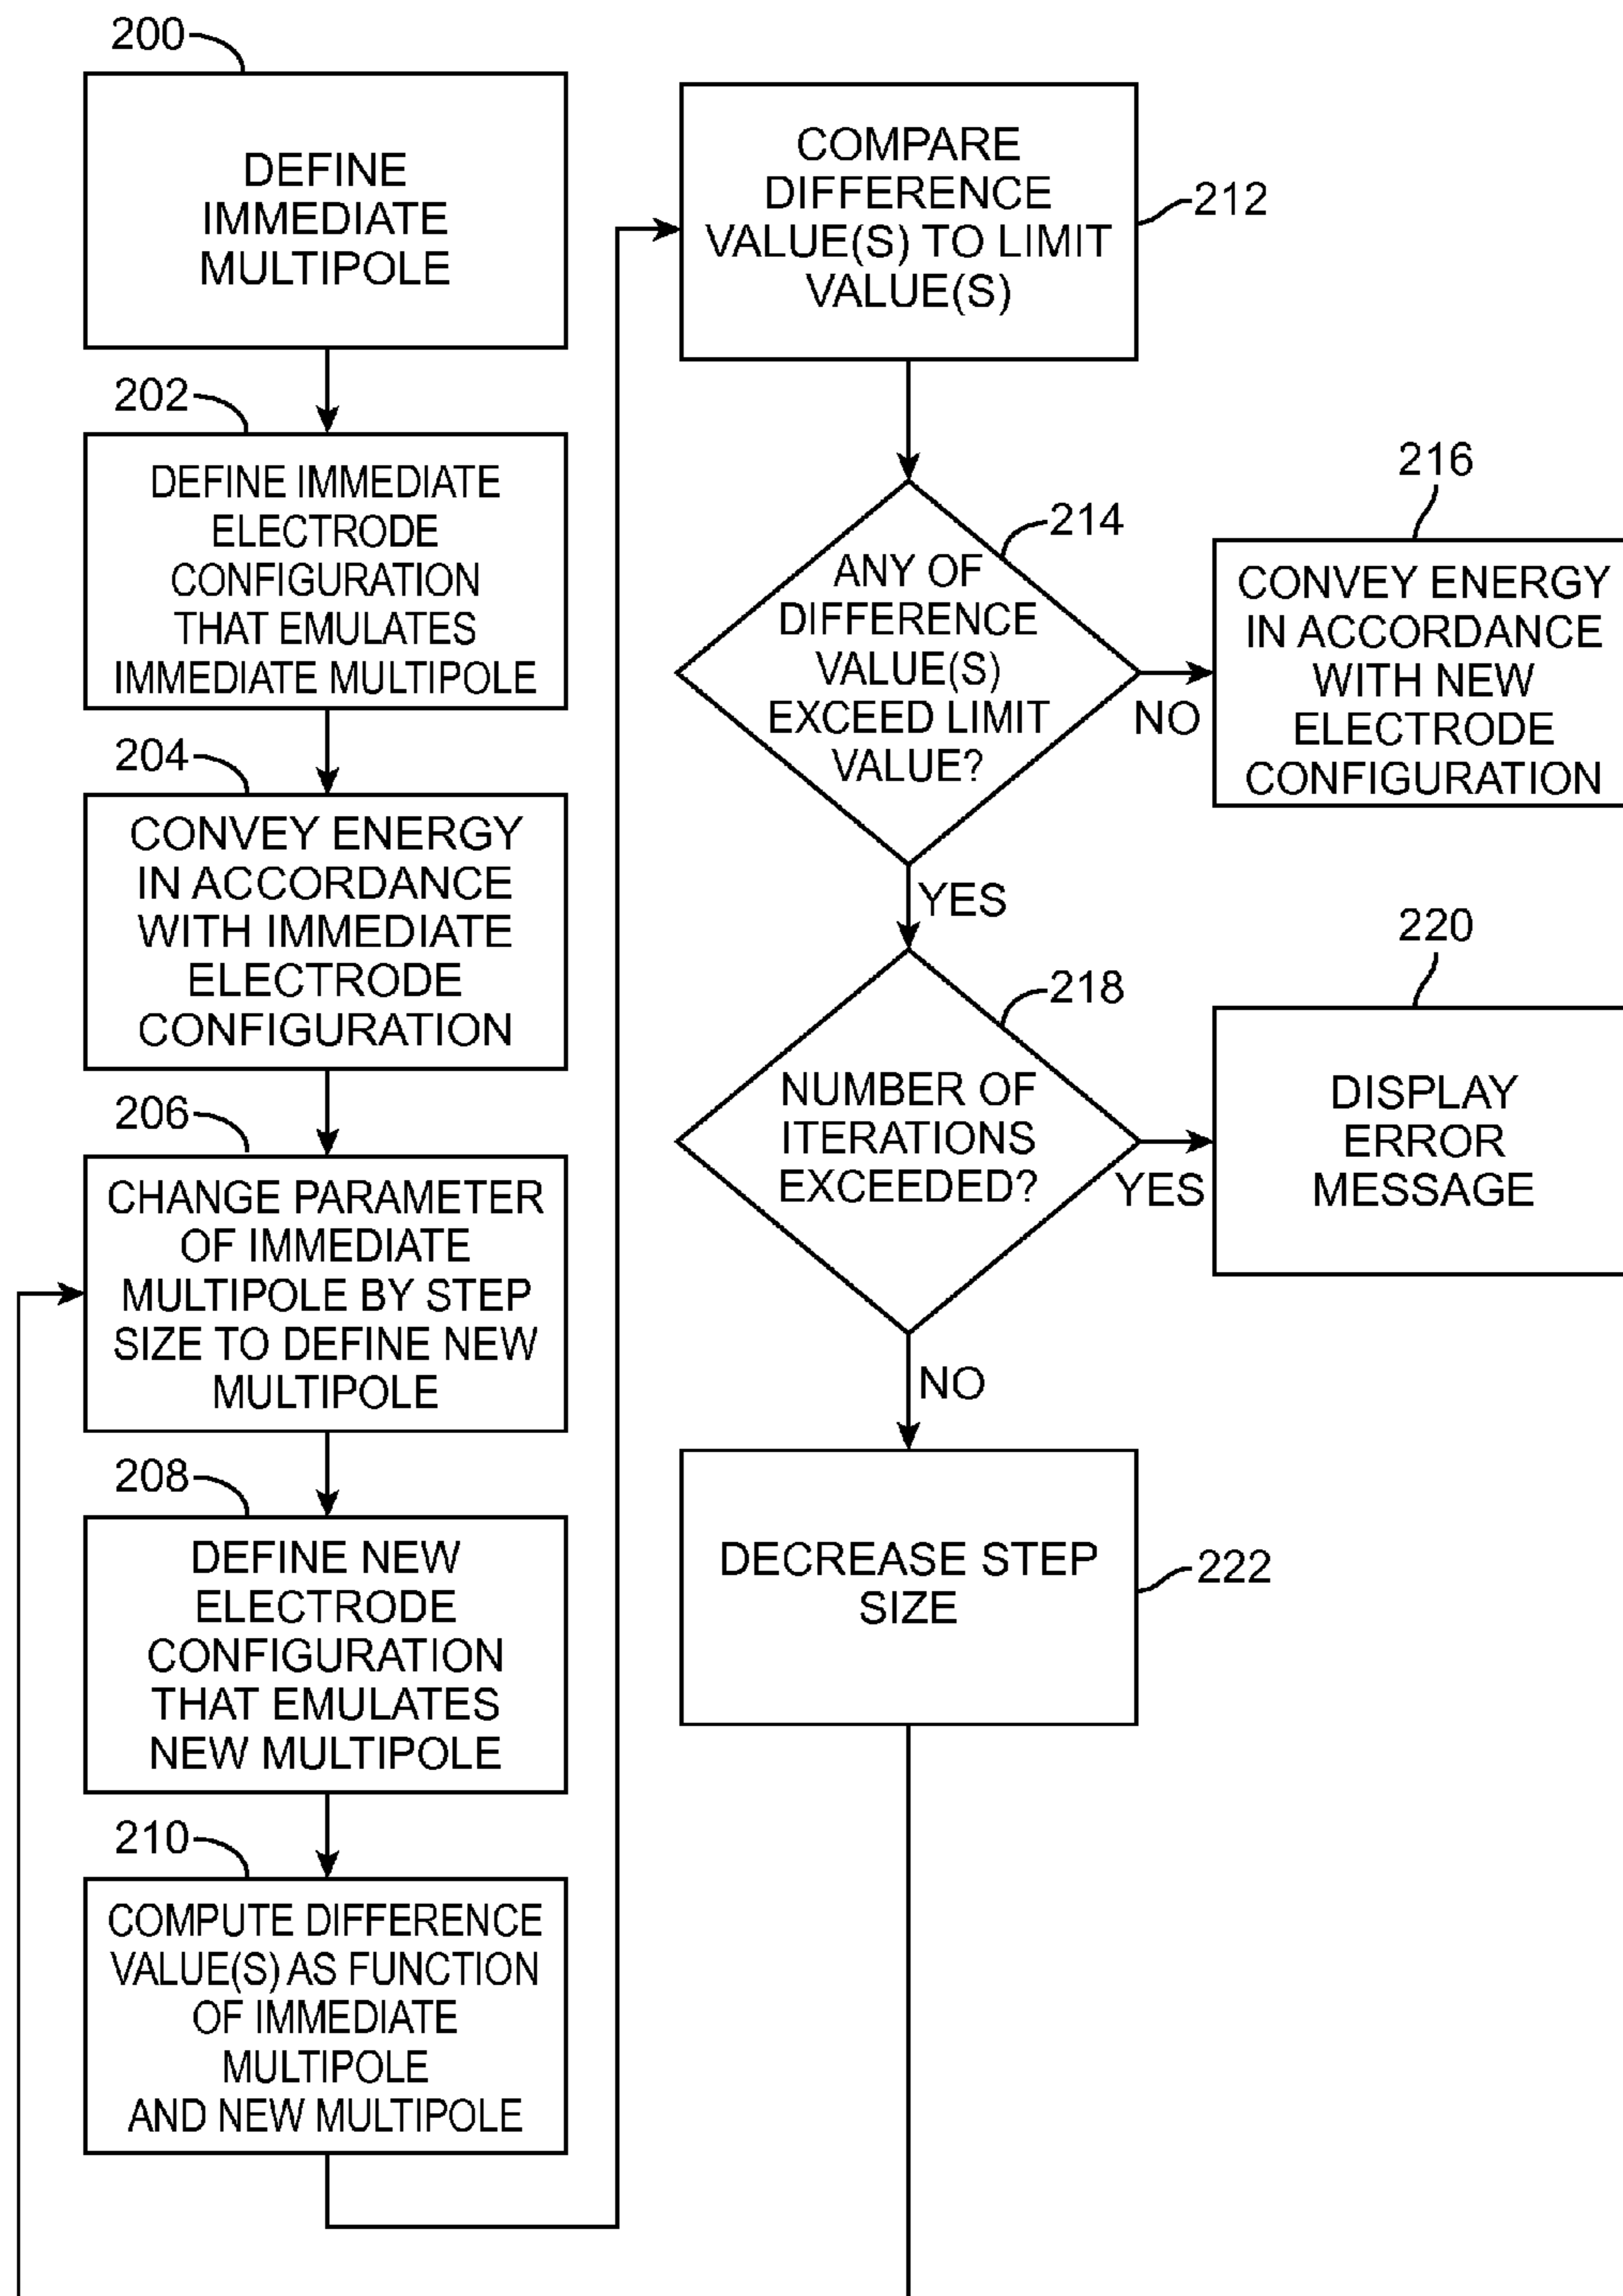 200
DEFINE
IMMEDIATE
MULTIPOLE
202
DEFINE IMMEDIATE
ELECTRODE
CONFIGURATION
THAT EMULATES
IMMEDIATE MULTIPOLE
204
CONVEY ENERGY
IN ACCORDANCE
WITH IMMEDIATE
ELECTRODE
CONFIGURATION
206
CHANGE PARAMETER
OF IMMEDIATE
MULTIPOLE BY STEP
SIZE TO DEFINE NEW
MULTIPOLE
208
DEFINE NEW
ELECTRODE
CONFIGURATION
THAT EMULATES
NEW MULTIPOLE
210
COMPUTE DIFFERENCE
VALUE(S) AS FUNCTION
OF IMMEDIATE
MULTIPOLE
AND NEW MULTIPOLE
COMPARE
DIFFERENCE
VALUE(S) TO LIMIT
VALUE(S)
212
214
ANY OF
DIFFERENCE
VALUE(S)
EXCEED LIMIT
VALUE?
NO
216
CONVEY ENERGY
IN ACCORDANCE
WITH NEW
ELECTRODE
CONFIGURATION
YES
218
NUMBER OF
ITERATIONS
EXCEEDED?
YES
220
DISPLAY
ERROR
MESSAGE
NO
DECREASE STEP
SIZE
222